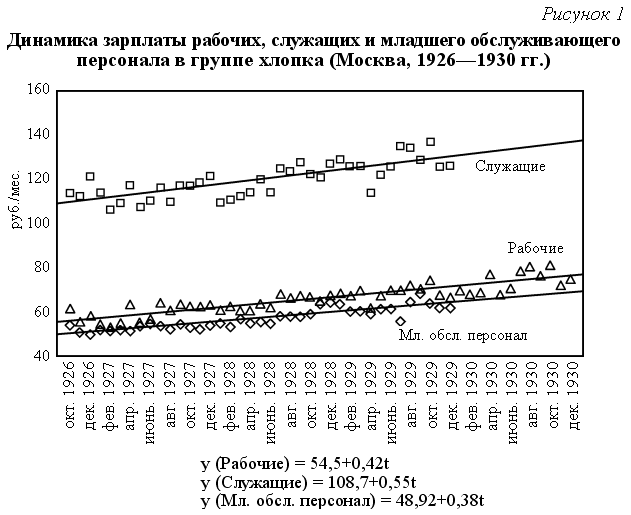 Рисунок 1
Динамика зарплаты рабочих, служащих и младшего обслуживающего
персонала в группе хлопка (Москва, 1926—1930 гг.)
руб./мес.
160
140
120
100
80
60
40
Служащие
Рабочие
Мл. обсл. персонал
окт. 1926
дек. 1926
фев. 1927
апр. 1927
июнь. 1927
авг. 1927
окт. 1927
дек. 1927
фев. 1928
апр. 1928
июнь. 1928
авг. 1928
окт. 1928
дек. 1928
фев. 1929
апр. 1929
июнь. 1929
авг. 1929
окт. 1929
дек. 1929
фев. 1930
апр. 1930
июнь. 1930
авг. 1930
окт. 1930
дек. 1930
y (Рабочие) = 54,5+0,42t
y (Служащие) = 108,7+0,55t
y (Мл. обсл. персонал) = 48,92+0,38t